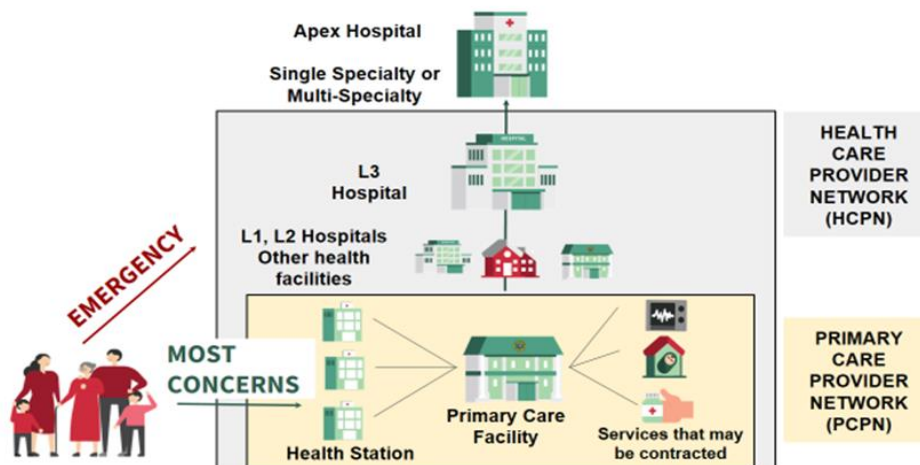 Apex Hospital
Single Specialty or
Multi-Specialty
HOSPITAL
L3
Hospital
L1, L2 Hospitals
Other health
facilities
EMERGENCY
MOST
CONCERNS
Health Station
Primary Care
Facility
Services that may
be contracted
HEALTH
CARE
PROVIDER
NETWORK
(HCPN)
PRIMARY
CARE
PROVIDER
NETWORK
(PCPN)